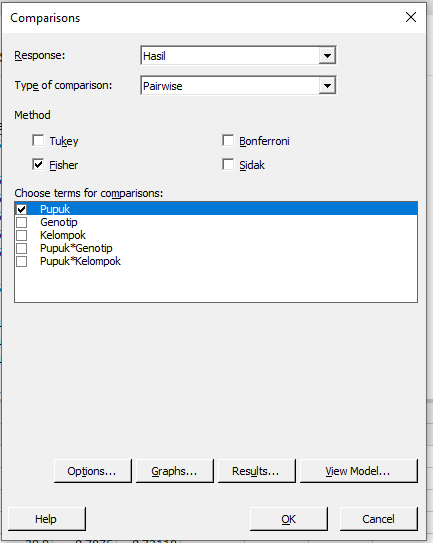 Comparisons
Response: Hasil
Type of comparison: Pairwise
Method
Tukey Bonferroni
Fisher Sidak
Choose terms for comparisons:
Pupuk
Genotip
Kelompok
Pupuk*Genotip
Pupuk*Kelompok
Options... Graphs... Results... View Model...
Help OK Cancel